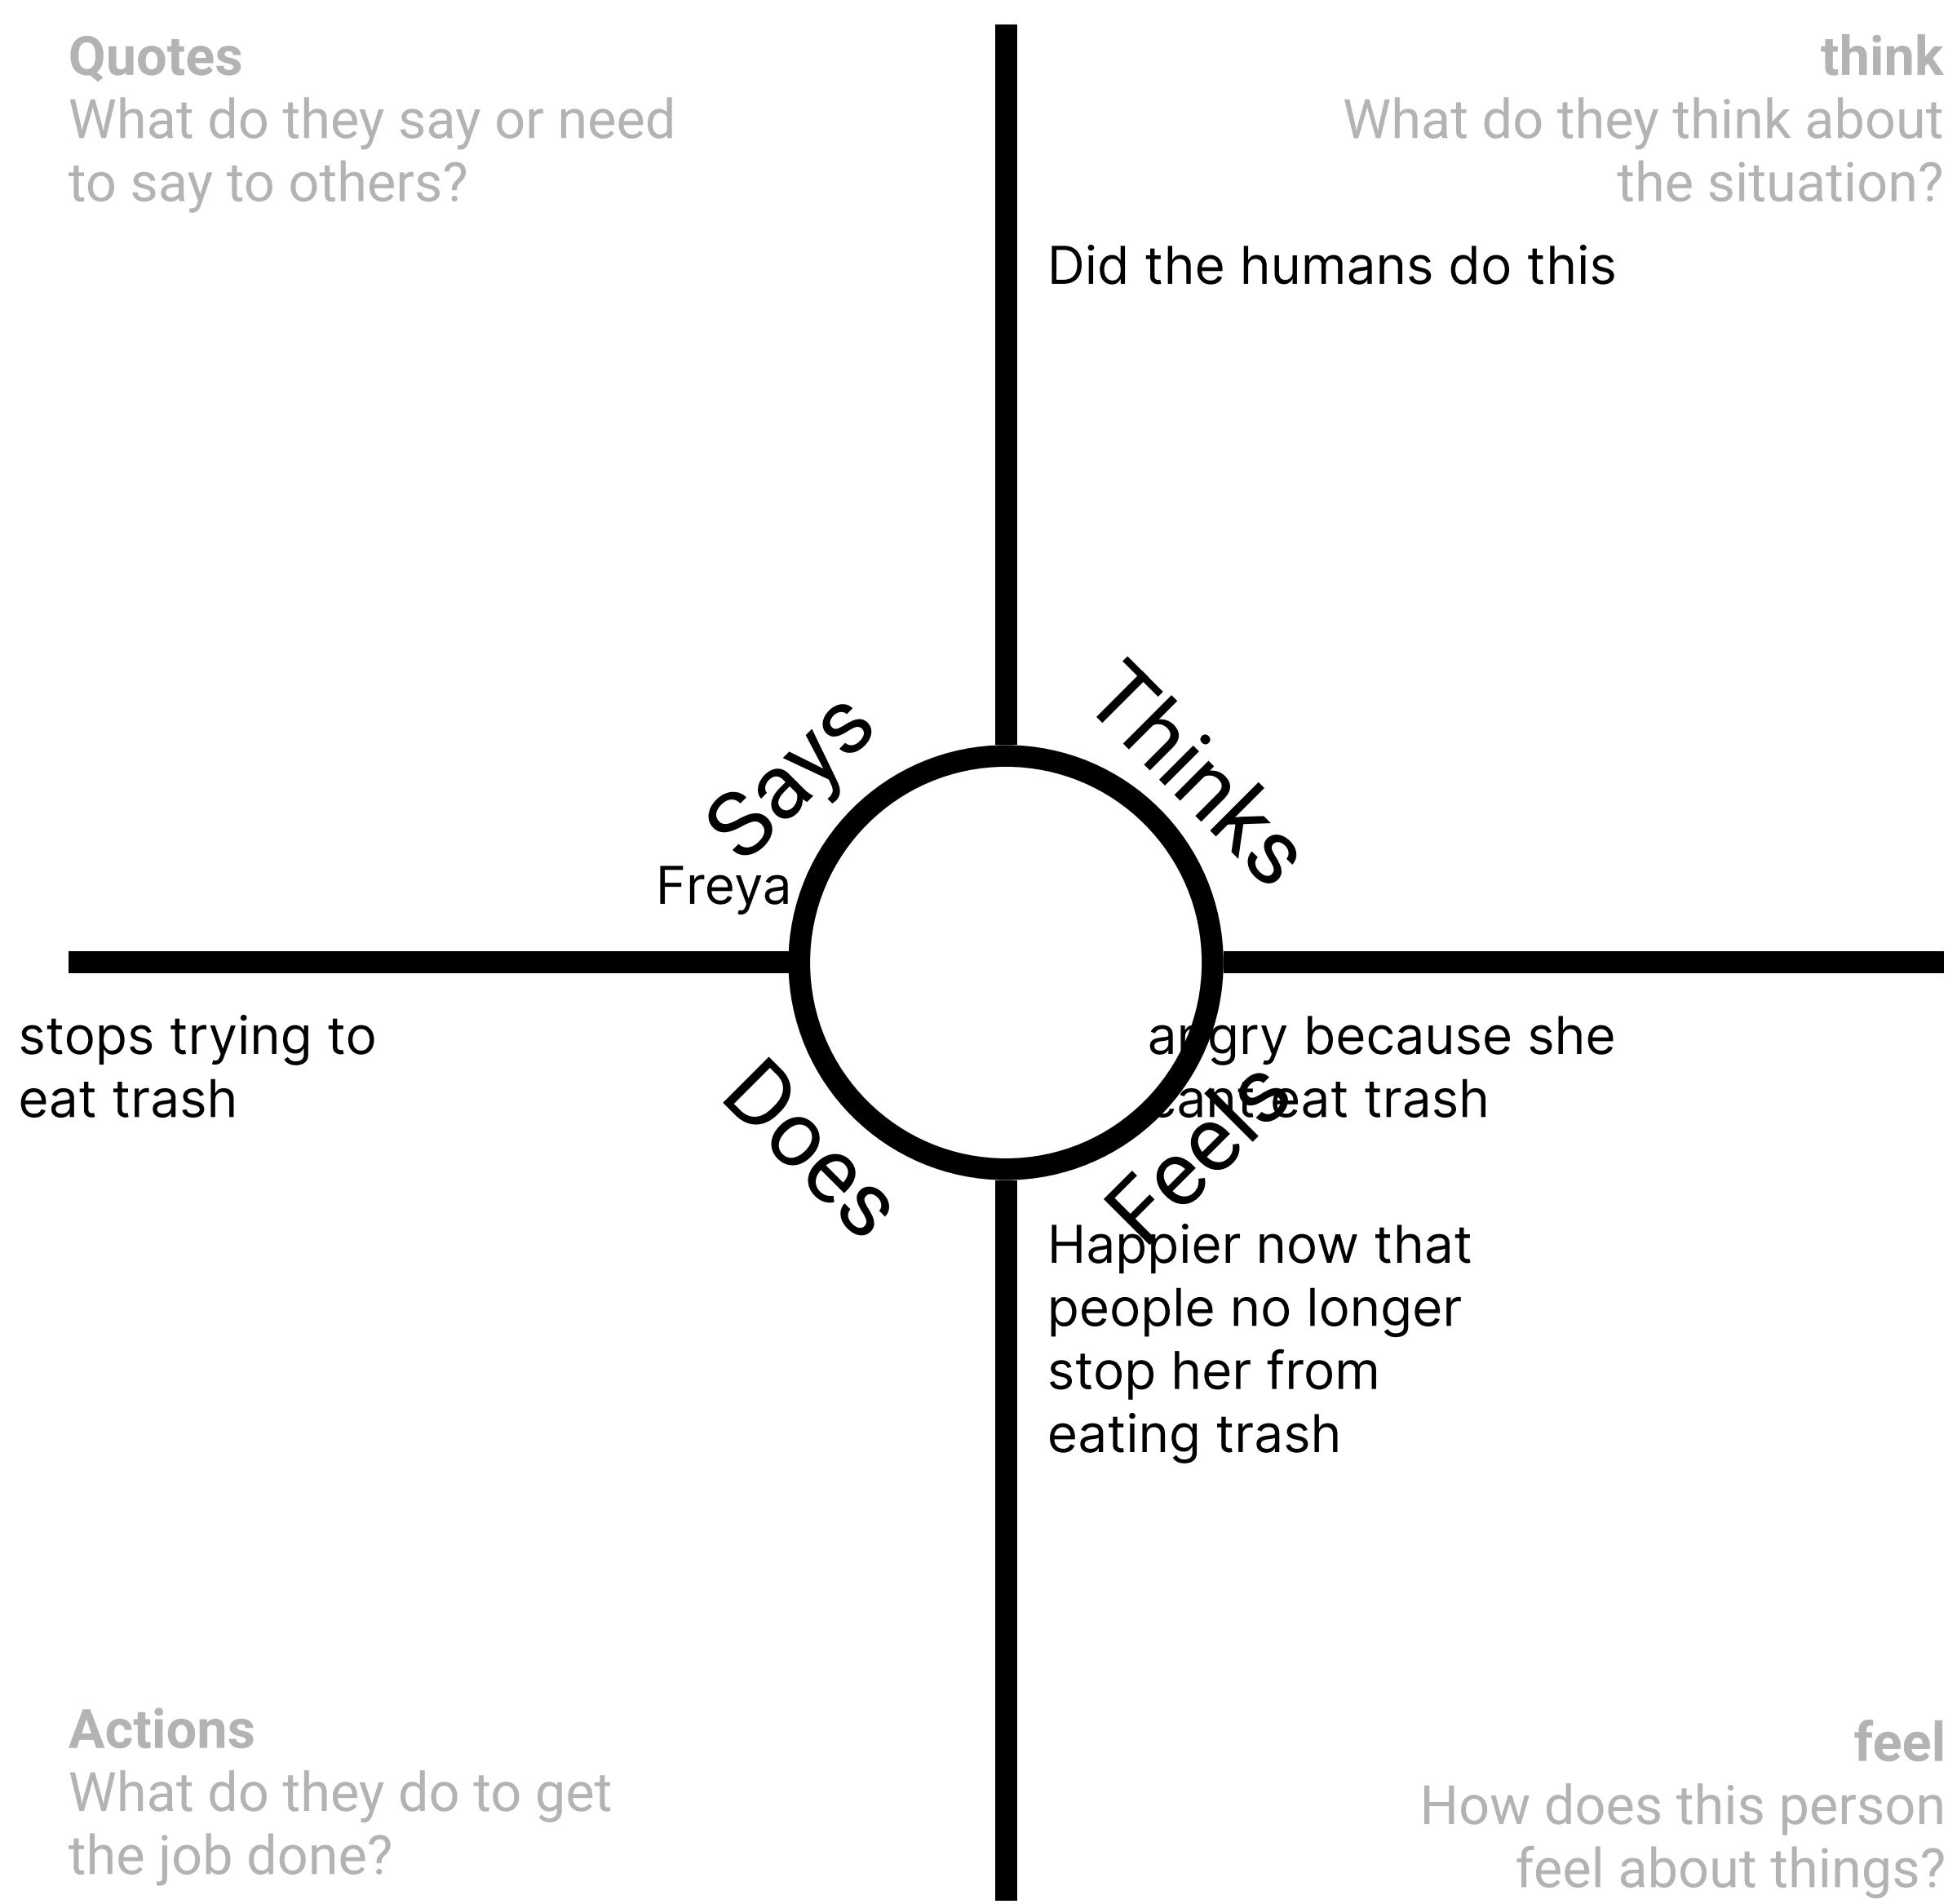 Quotes
What do they say or need
to say to others?
think
What do they think about
the situation?
Did the humans do this
Says
Thinks
Freya
stops trying to
eat trash
angry because she
cant eat trash
Does
Feels
Happier now that
people no longer
stop her from
eating trash
Actions
What do they do to get
the job done?
feel
How does this person
feel about things?